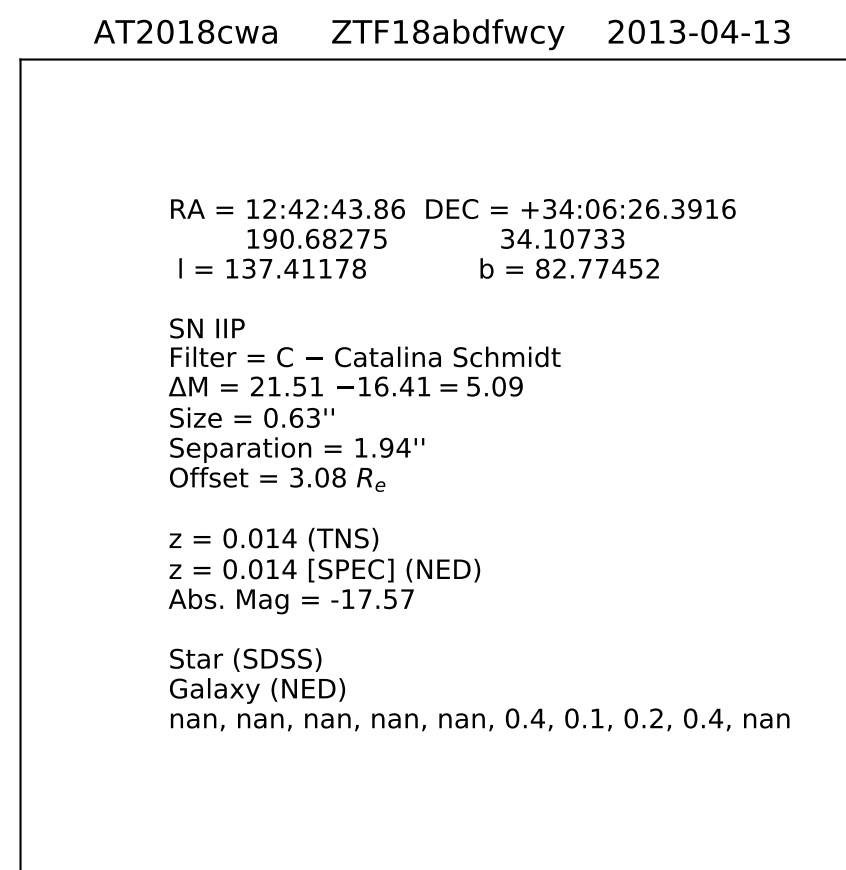 AT2018cwa ZTF18abdfwcy 2013-04-13
RA = 12:42:43.86 DEC = +34:06:26.3916
190.68275 34.10733
l = 137.41178 b = 82.77452
SN IIP
Filter = C − Catalina Schmidt
ΔM = 21.51 −16.41 = 5.09
Size = 0.63''
Separation = 1.94''
Offset = 3.08 Re
z = 0.014 (TNS)
z = 0.014 [SPEC] (NED)
Abs. Mag = -17.57
Star (SDSS)
Galaxy (NED)
nan, nan, nan, nan, nan, 0.4, 0.1, 0.2, 0.4, nan